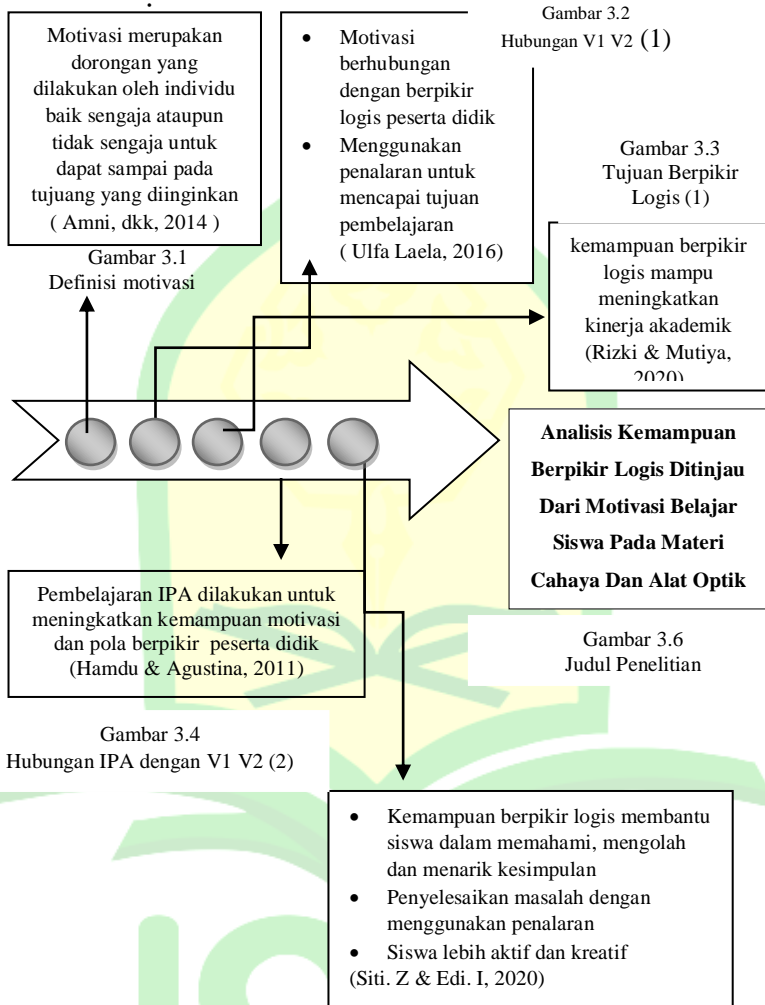 Motivasi merupakan
dorongan yang
dilakukan oleh individu
baik sengaja ataupun
tidak sengaja untuk
dapat sampai pada
tujuang yang diinginkan
( Amni, dkk, 2014 )
Gambar 3.1
Definisi motivasi
• Motivasi
berhubungan
dengan berpikir
logis peserta didik
• Menggunakan
penalaran untuk
mencapai tujuan
pembelajaran
( Ulfa Laela, 2016)
Gambar 3.2
Hubungan V1 V2 (1)
Gambar 3.3
Tujuan Berpikir
Logis (1)
kemampuan berpikir
logis mampu
meningkatkan
kinerja akademik
(Rizki & Mutiya,
2020)
Analisis Kemampuan
Berpikir Logis Ditinjau
Dari Motivasi Belajar
Siswa Pada Materi
Cahaya Dan Alat Optik
Gambar 3.6
Judul Penelitian
Pembelajaran IPA dilakukan untuk
meningkatkan kemampuan motivasi
dan pola berpikir peserta didik
(Hamdu & Agustina, 2011)
Gambar 3.4
Hubungan IPA dengan V1 V2 (2)
• Kemampuan berpikir logis membantu
siswa dalam memahami, mengolah
dan menarik kesimpulan
• Penyelesaikan masalah dengan
menggunakan penalaran
• Siswa lebih aktif dan kreatif
(Siti. Z & Edi. I, 2020)